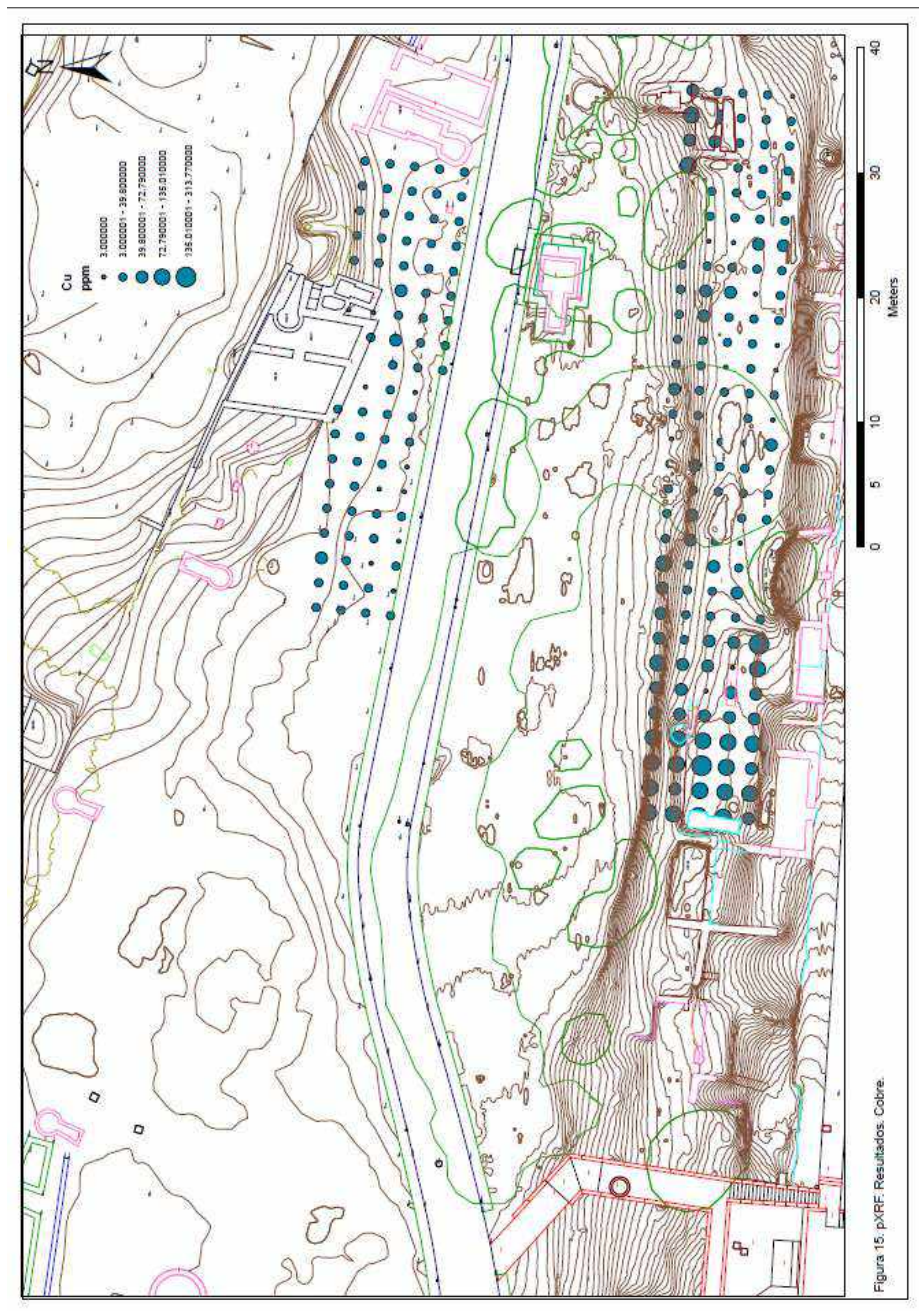 N
Cu
ppm
3.000000
3.000001 - 39.800000
39.800001 - 72.790000
72.790001 - 135.010000
135.010001 - 313.770000
0 5 10 20 30 40
Meters
Figura 15. pXRF. Resultados. Cobre.